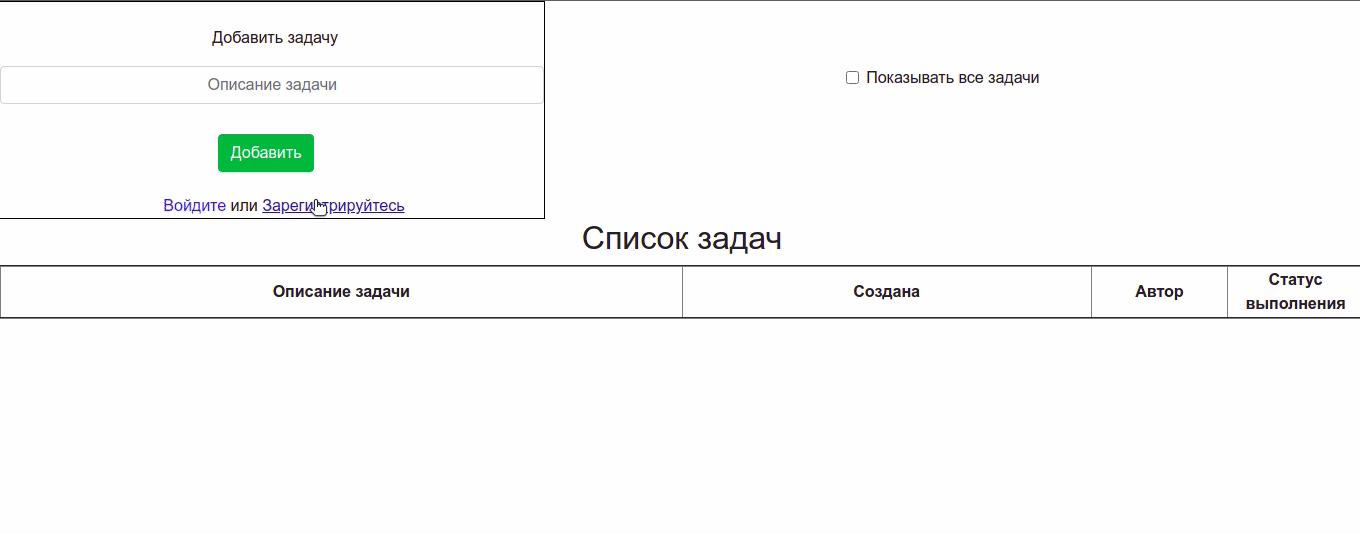 Добавить задачу
Описание задачи
Показывать все задачи
Добавить
Войдите или Зарегистрируйтесь
Список задач
Описание задачи
Создана
Автор
Статус
выполнения